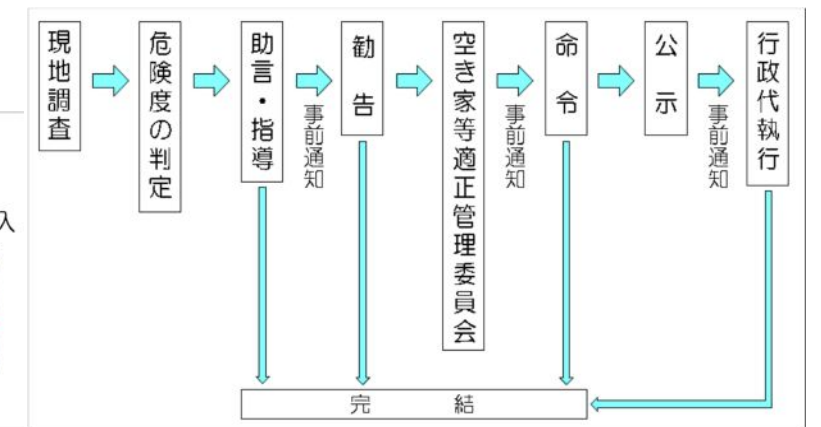 現地調査
危険度の判定
助言・指導
事前通知
勧告
空き家等適正管理委員会
事前通知
命令
公示
事前通知
行政代執行
入
完結